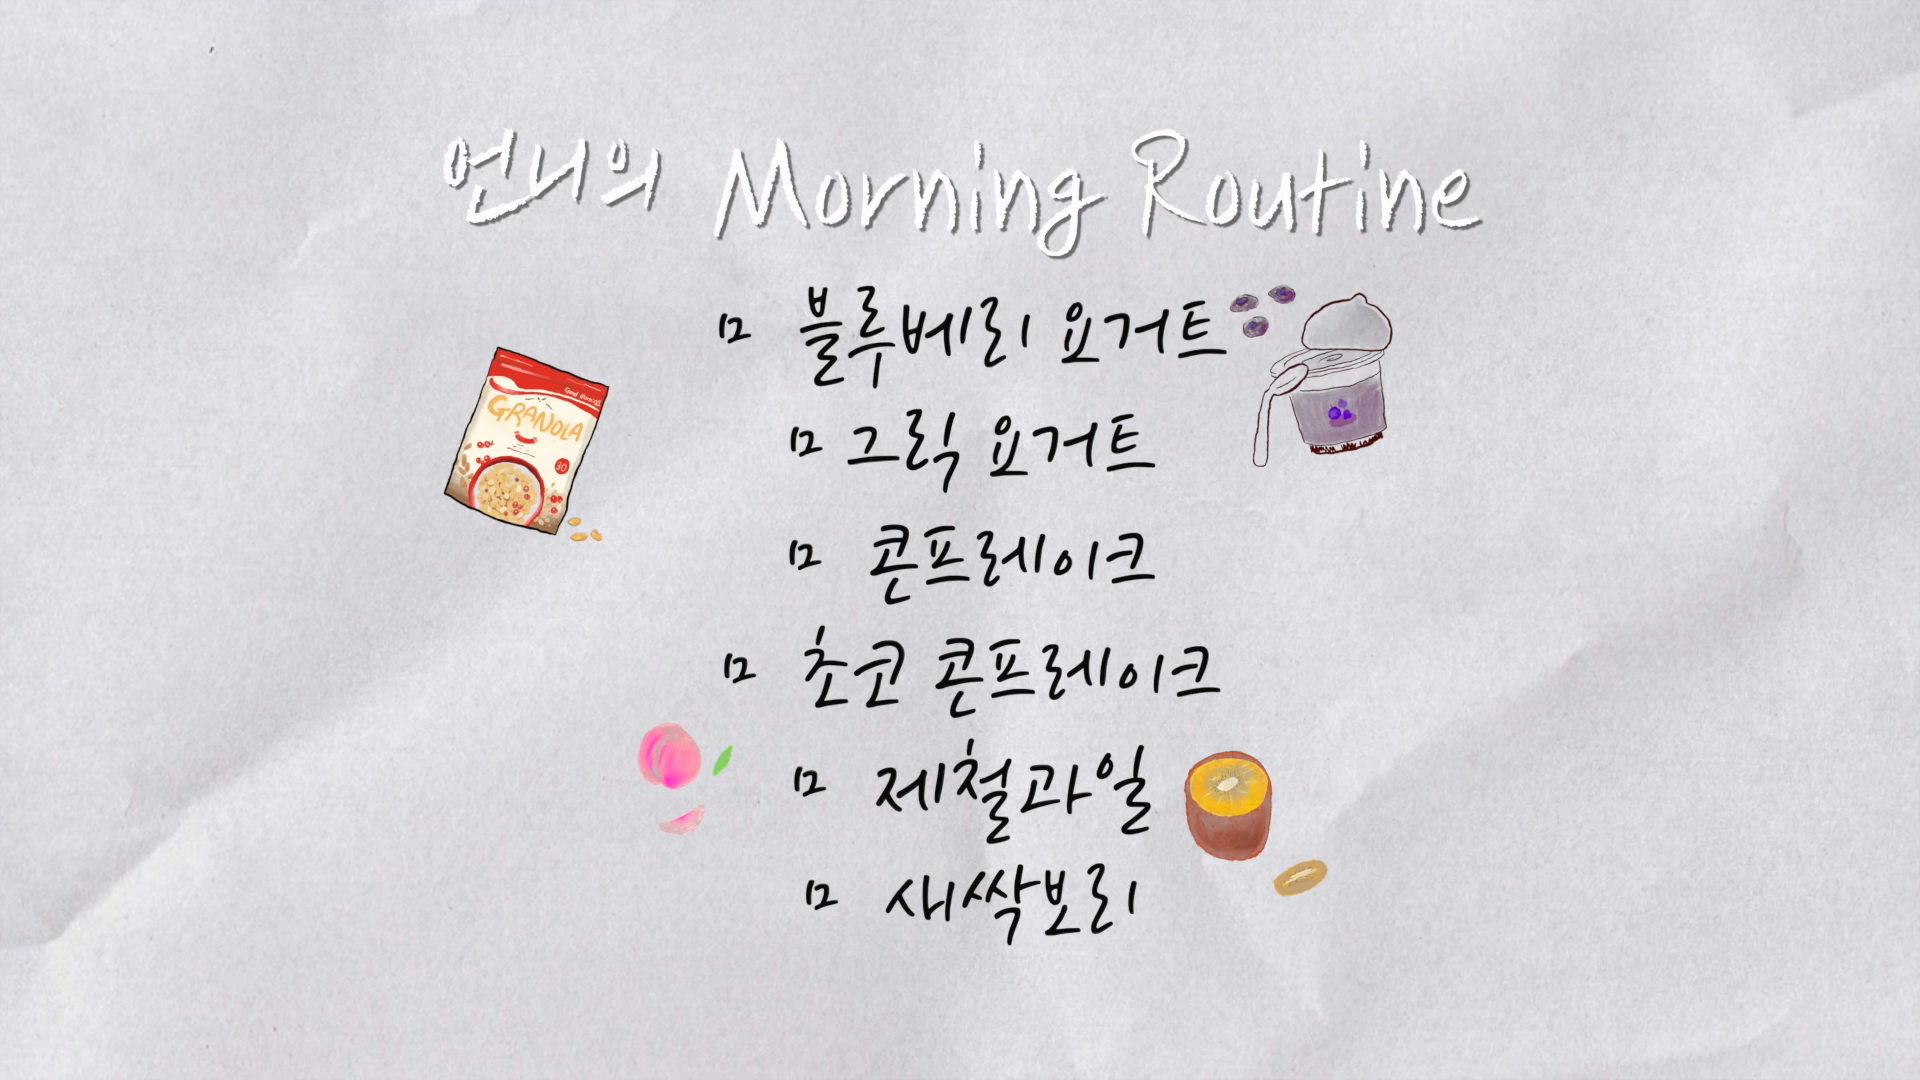 언니의 Morning Routine
ㅁ 블루베리 요거트
ㅁ 그릭 요거트
GRANOLA
30
ㅁ 콘프레이크
ㅁ 초코 콘프레이크
ㅁ 제철과일
ㅁ 새싹보리